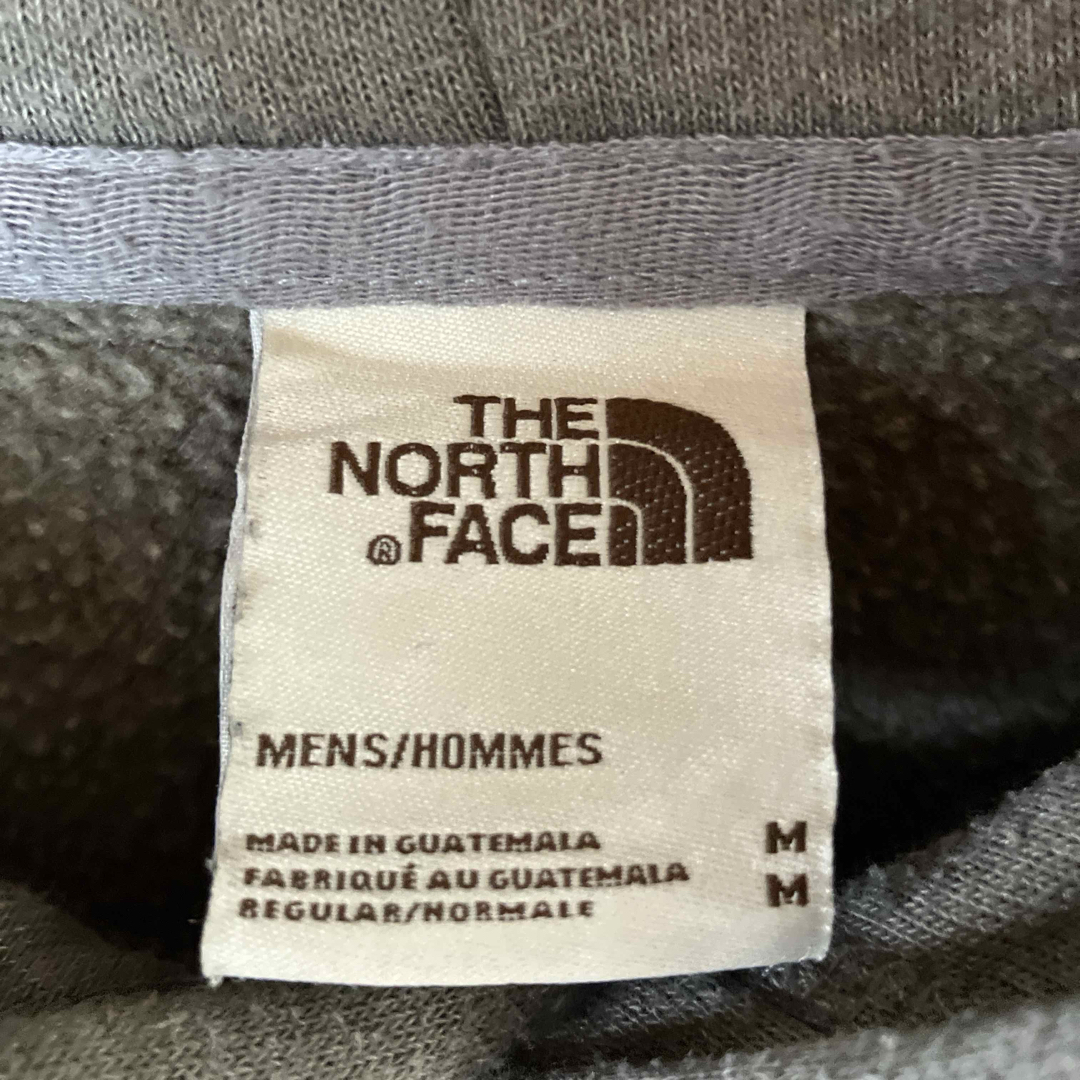 THE
NORTH
®FACE
MENS/HOMMES
MADE IN GUATEMALA M
FABRIQUÉ AU GUATEMALA M
REGULAR/NORMALE